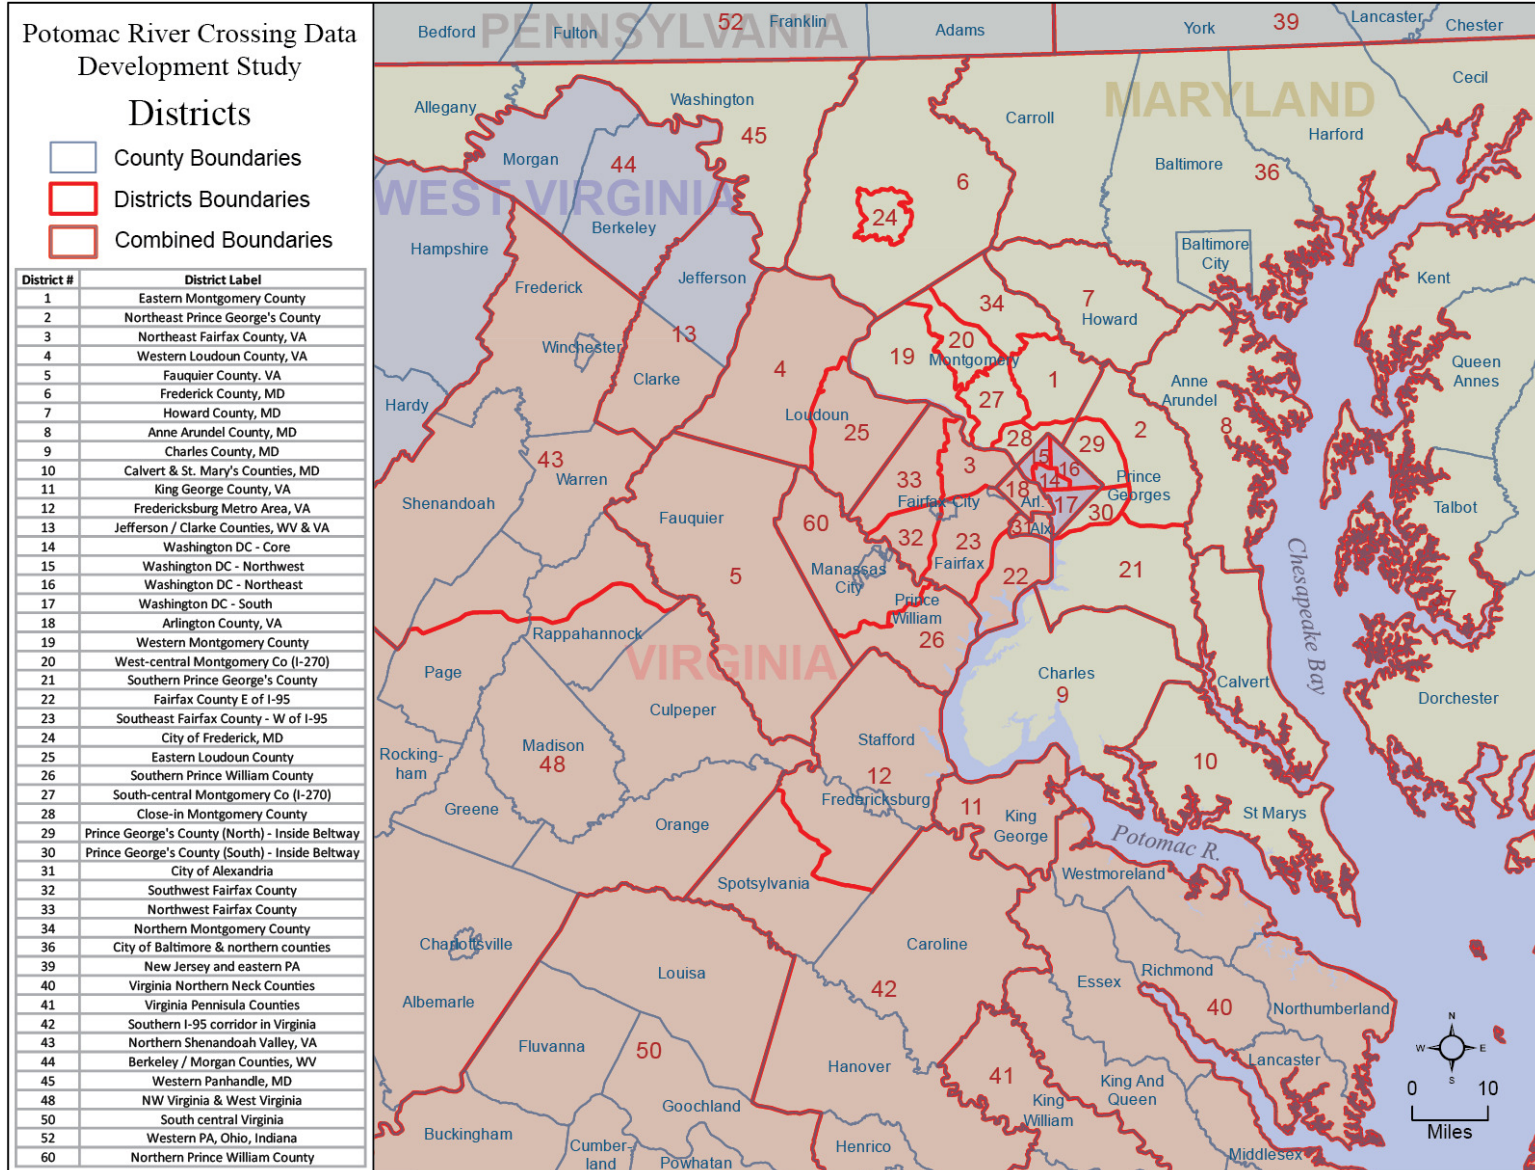 Potomac River Crossing Data
Development Study
Districts
County Boundaries
Districts Boundaries
Combined Boundaries
District # District Label
1 Eastern Montgomery County
2 Northeast Prince George's County
3 Northeast Fairfax County, VA
4 Western Loudoun County, VA
5 Fauquier County. VA
6 Frederick County, MD
7 Howard County, MD
8 Anne Arundel County, MD
9 Charles County, MD
10 Calvert & St. Mary's Counties, MD
11 King George County, VA
12 Fredericksburg Metro Area, VA
13 Jefferson / Clarke Counties, WV & VA
14 Washington DC - Core
15 Washington DC - Northwest
16 Washington DC - Northeast
17 Washington DC - South
18 Arlington County, VA
19 Western Montgomery County
20 West-central Montgomery Co (I-270)
21 Southern Prince George's County
22 Fairfax County E of I-95
23 Southeast Fairfax County - W of I-95
24 City of Frederick, MD
25 Eastern Loudoun County
26 Southern Prince William County
27 South-central Montgomery Co (I-270)
28 Close-in Montgomery County
29 Prince George's County (North) - Inside Beltway
30 Prince George's County (South) - Inside Beltway
31 City of Alexandria
32 Southwest Fairfax County
33 Northwest Fairfax County
34 Northern Montgomery County
36 City of Baltimore & northern counties
39 New Jersey and eastern PA
40 Virginia Northern Neck Counties
41 Virginia Pennisula Counties
42 Southern I-95 corridor in Virginia
43 Northern Shenandoah Valley, VA
44 Berkeley / Morgan Counties, WV
45 Western Panhandle, MD
48 NW Virginia & West Virginia
50 South central Virginia
52 Western PA, Ohio, Indiana
60 Northern Prince William County
PENNSYLVANIA
Bedford
Fulton
52
Franklin
Adams
York
39
Lancaster
Chester
Allegany
Washington
45
Carroll
MARYLAND
Cecil
Harford
Baltimore
36
Morgan
44
WEST VIRGINIA
Berkeley
6
24
Hampshire
Jefferson
Baltimore
City
Kent
Frederick
34
7
Howard
13
Winchester
20
19
Montgomery
Queen
Annes
Clarke
4
1
Anne
Arundel
Hardy
27
Loudoun
25
28
29
2
8
43
Warren
3
15
16
14
Prince
Georges
33
Shenandoah
Fairfax City
18
Arl.
17
30
Talbot
Fauquier
60
32
23
31
Alx
Fairfax
Manassas
City
22
21
5
Chesapeake Bay
37
Prince
William
Rappahannock
26
Page
VIRGINIA
Charles
9
Calvert
Dorchester
Culpeper
Rocking-
ham
Madison
48
Stafford
12
10
Greene
Fredericksburg
11
King
George
St Marys
Orange
Potomac R.
Spotsylvania
Westmoreland
Charlottsville
Caroline
Louisa
Richmond
Essex
42
40
Northumberland
Albemarle
Fluvanna
50
Hanover
Lancaster
41
King And
Queen
King
William
Goochland
Buckingham
Cumber-
land
Powhatan
Henrico
Middlesex
N
W
E
S
0 10
Miles